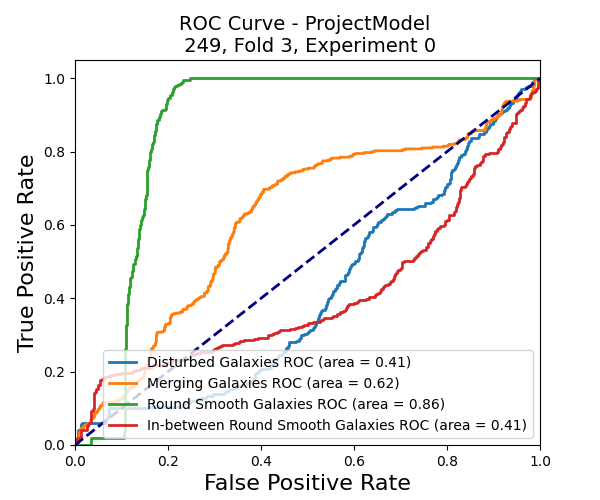 ROC Curve - ProjectModel
249, Fold 3, Experiment 0
True Positive Rate
1.0
0.8
0.6
0.4
0.2
0.0
Disturbed Galaxies ROC (area = 0.41)
Merging Galaxies ROC (area = 0.62)
Round Smooth Galaxies ROC (area = 0.86)
In-between Round Smooth Galaxies ROC (area = 0.41)
0.0 0.2 0.4 0.6 0.8 1.0
False Positive Rate